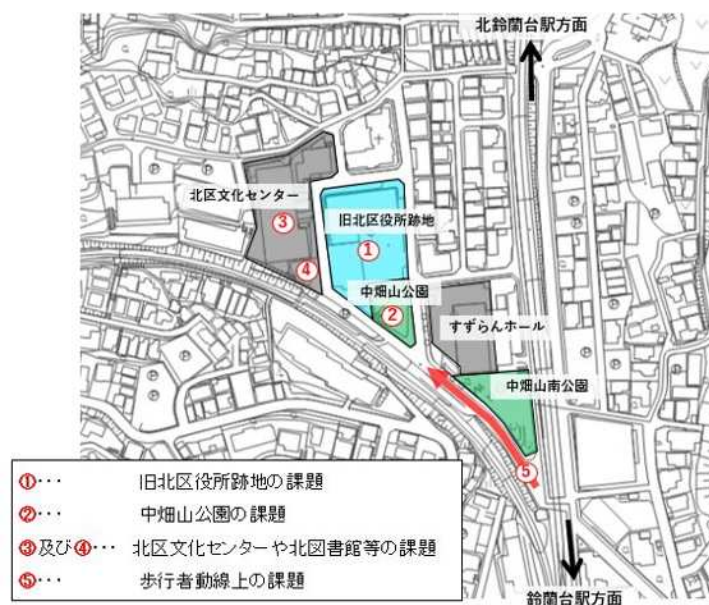 北鈴蘭台駅方面
北区文化センター
③
旧北区役所跡地
①
④
中畑山公園
②
すずらんホール
中畑山南公園
⑤
①・・・ 旧北区役所跡地の課題
②・・・ 中畑山公園の課題
③及び④・・・ 北区文化センターや北図書館等の課題
⑤・・・ 歩行者動線上の課題
鈴蘭台駅方面